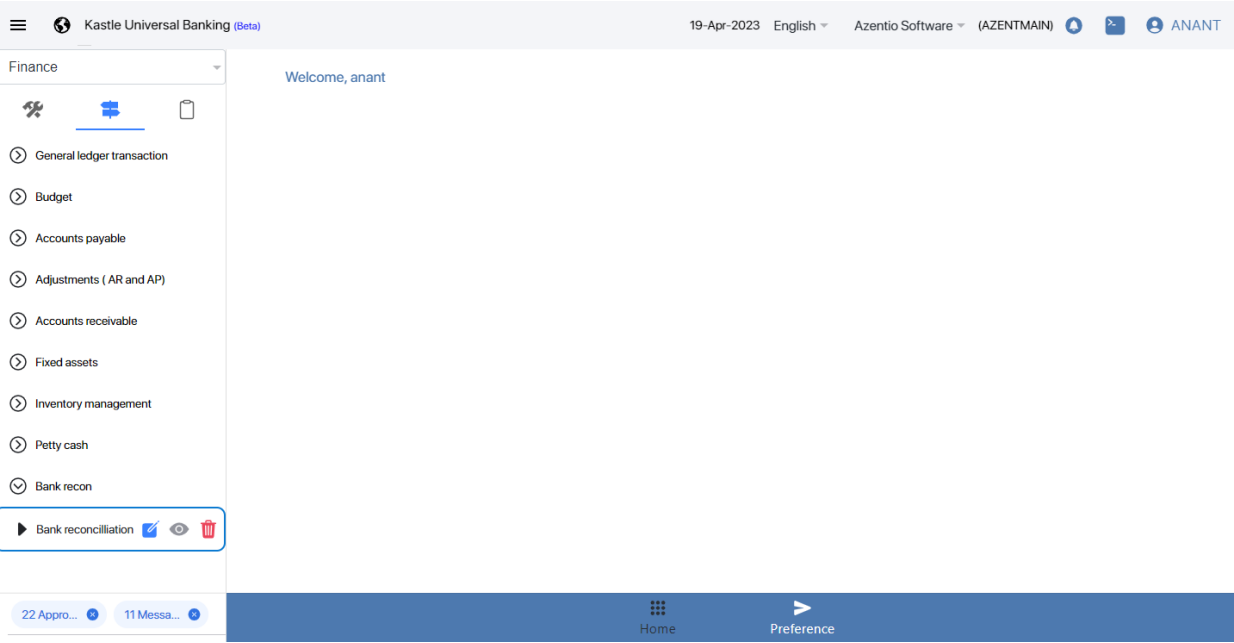 Kastle Universal Banking (Beta)
19-Apr-2023 English Azentio Software (AZENTMAIN) ANANT
Finance
Welcome, anant
General ledger transaction
Budget
Accounts payable
Adjustments ( AR and AP)
Accounts receivable
Fixed assets
Inventory management
Petty cash
Bank recon
Bank reconcilliation
22 Appro... 11 Messa...
Home
Preference